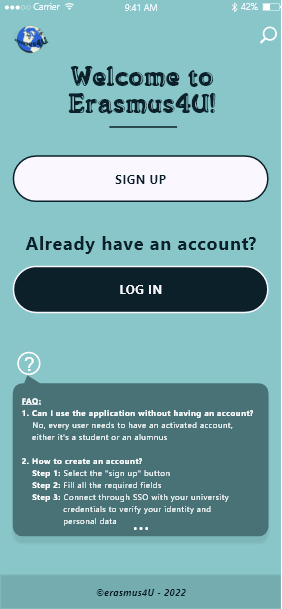 Carrier 9:41 AM 42%
Welcome to
Erasmus4U!
SIGN UP
Already have an account?
LOG IN
?
FAQ:
1. Can I use the application without having an account?
No, every user needs to have an activated account,
either it's a student or an alumnus
2. How to create an account?
Step 1: Select the "sign up" button
Step 2: Fill all the required fields
Step 3: Connect through SSO with your university
credentials to verify your identity and
personal data
...
©erasmus4U - 2022